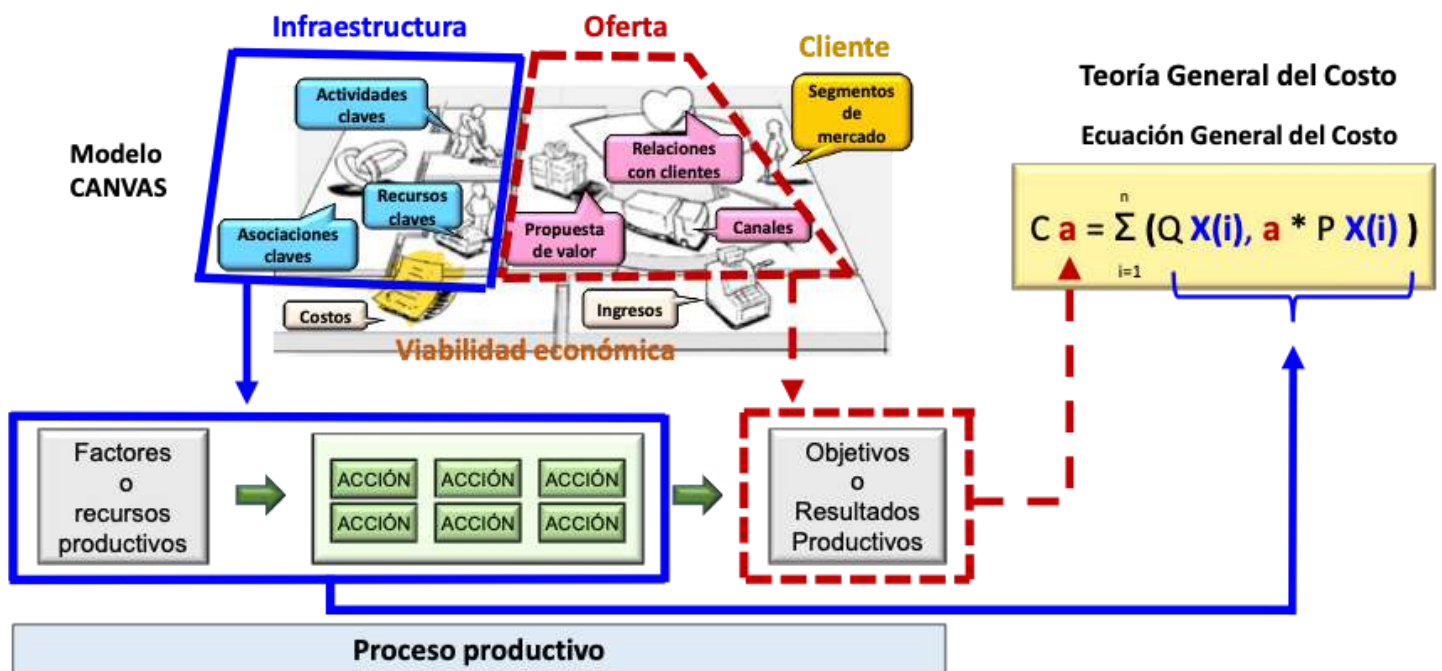 Infraestructura
Oferta
Cliente
Modelo
CANVAS
Actividades
claves
Recursos
claves
Asociaciones
claves
Costos
Relaciones
con clientes
Propuesta
de valor
Canales
Segmentos
de
mercado
Ingresos
Viabilidad económica
Teoría General del Costo
Ecuación General del Costo
n
C a = Σ (Q X(i), a * P X(i) )
i=1
Factores
o
recursos
productivos
ACCIÓN ACCIÓN ACCIÓN
ACCIÓN ACCIÓN ACCIÓN
Objetivos
o
Resultados
Productivos
Proceso productivo